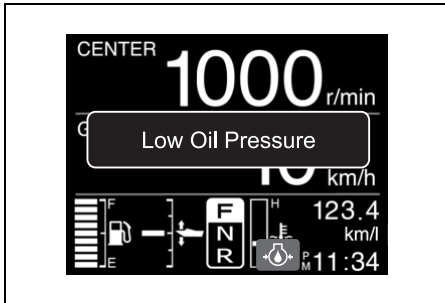 CENTER
1000 r/min
G
Low Oil Pressure
km/h
F
E
F
N
R
H
123.4
km/l
PM 11:34